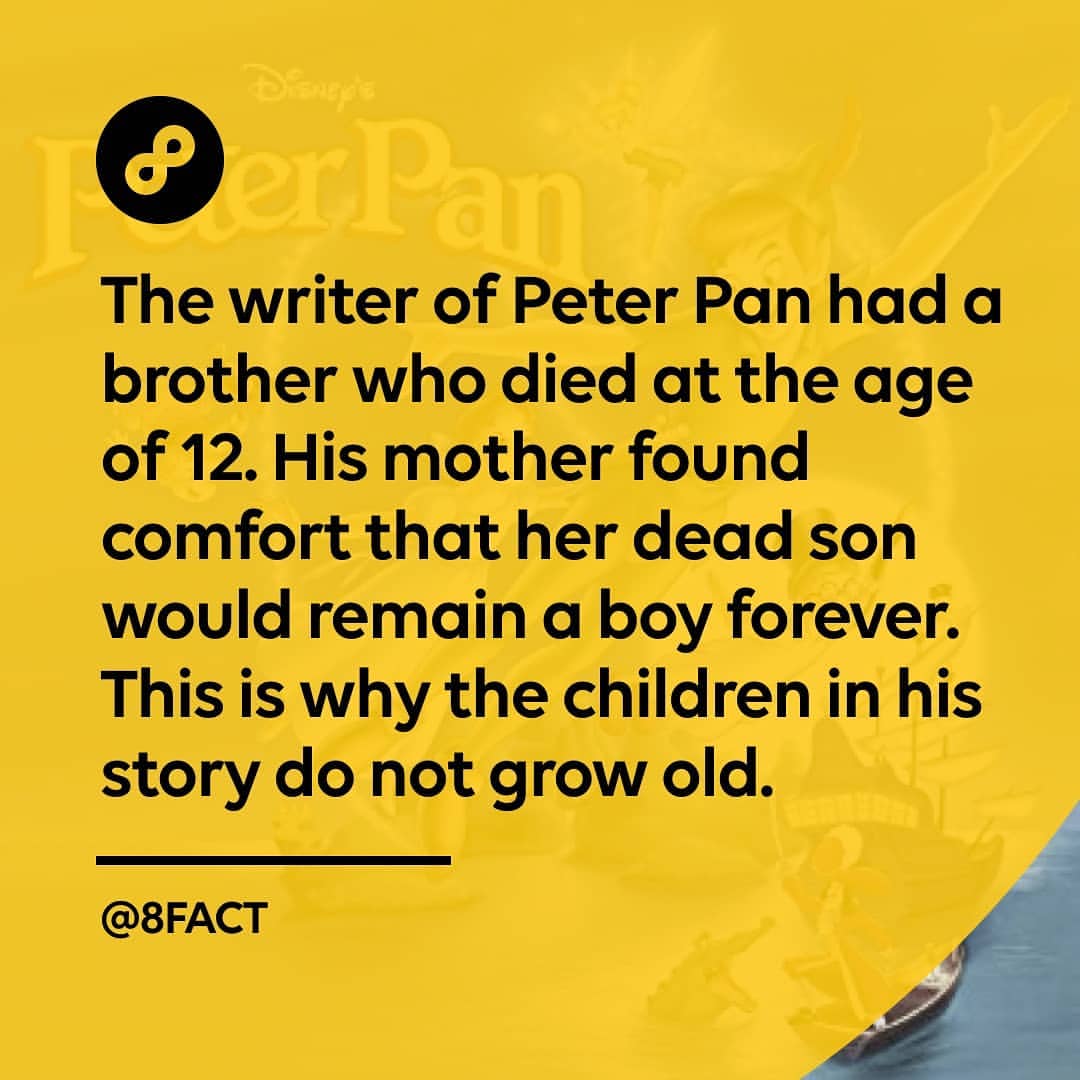 Disney's
Peter Pan
The writer of Peter Pan had a
brother who died at the age
of 12. His mother found
comfort that her dead son
would remain a boy forever.
This is why the children in his
story do not grow old.
@8FACT